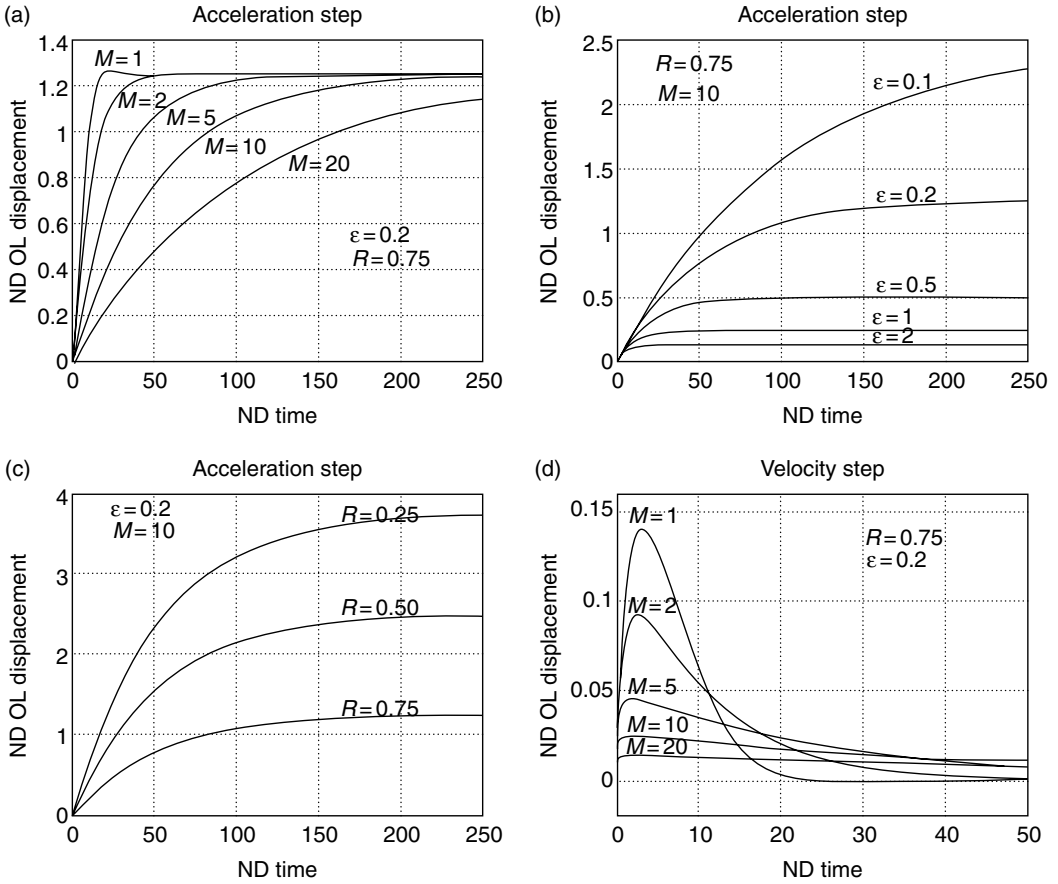 (a)
Acceleration step
ND OL displacement
1.4
1.2
1
0.8
0.6
0.4
0.2
0
M=1
M=2
M=5
M=10
M=20
ε=0.2
R=0.75
0 50 100 150 200 250
ND time
(b)
Acceleration step
ND OL displacement
2.5
2
1.5
1
0.5
0
R=0.75
M=10
ε=0.1
ε=0.2
ε=0.5
ε=1
ε=2
0 50 100 150 200 250
ND time
(c)
Acceleration step
ND OL displacement
4
3
2
1
0
ε=0.2
M=10
R=0.25
R=0.50
R=0.75
0 50 100 150 200 250
ND time
(d)
Velocity step
ND OL displacement
0.15
0.1
0.05
0
M=1
M=2
M=5
M=10
M=20
R=0.75
ε=0.2
0 10 20 30 40 50
ND time